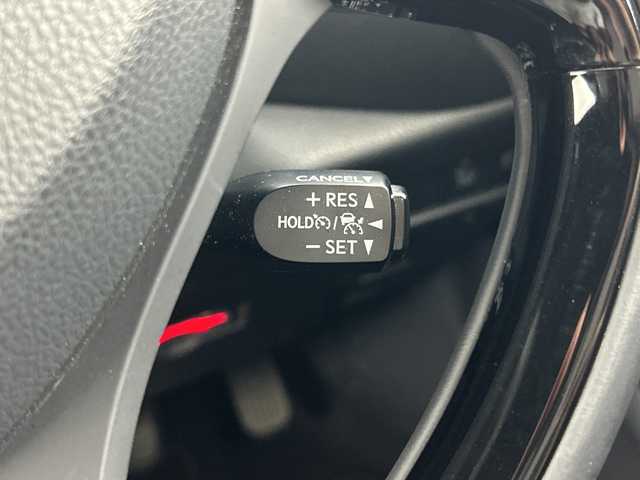 CANCEL▼
+ RES ▲
HOLD / ◀
− SET ▼